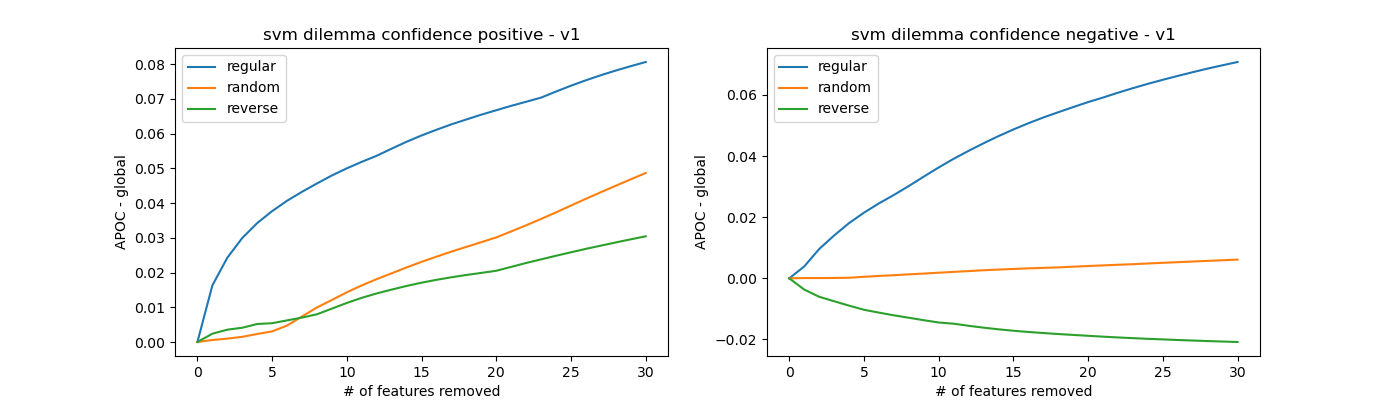 svm dilemma confidence positive - v1
regular
random
reverse
0.08
0.07
0.06
0.05
0.04
0.03
0.02
0.01
0.00
APOC - global
0 5 10 15 20 25 30
# of features removed
svm dilemma confidence negative - v1
regular
random
reverse
0.06
0.04
0.02
0.00
−0.02
APOC - global
0 5 10 15 20 25 30
# of features removed